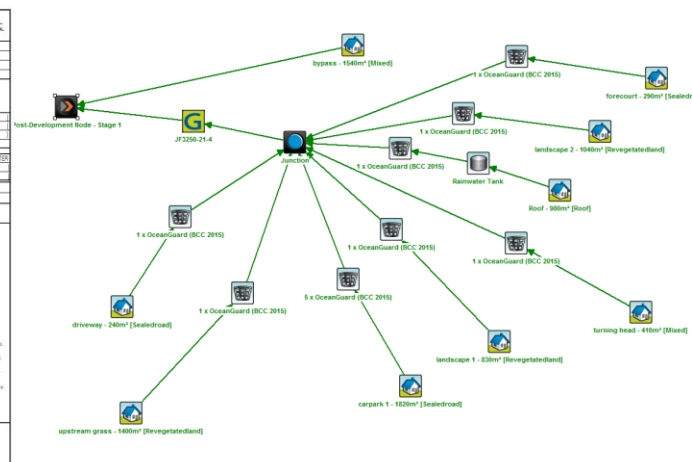 bypass - 1540m² [Mixed]
1 x OceanGuard (BCC 2015)
forecourt - 290m² [Sealedr
Post-Development Node - Stage 1
G
JF3250-21-4
1 x OceanGuard (BCC 2015)
landscape 2 - 1040m² [Revegetatedland]
Junction
1 x OceanGuard (BCC 2015)
Rainwater Tank
Roof - 980m² [Roof]
1 x OceanGuard (BCC 2015)
1 x OceanGuard (BCC 2015)
1 x OceanGuard (BCC 2015)
1 x OceanGuard (BCC 2015)
5 x OceanGuard (BCC 2015)
driveway - 240m² [Sealedroad]
turning head - 410m² [Mixed]
landscape 1 - 830m² [Revegetatedland]
carpark 1 - 1820m² [Sealedroad]
upstream grass - 1400m² [Revegetatedland]